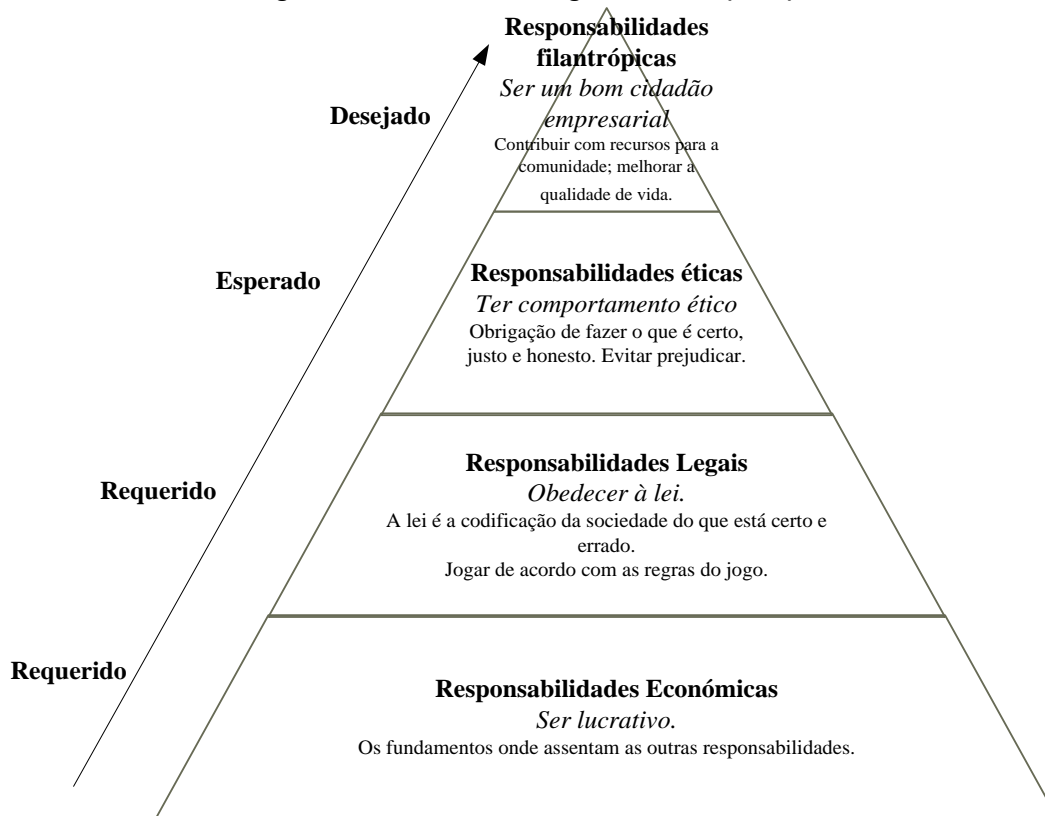 Responsabilidades
filantrópicas
Ser um bom cidadão
empresarial
Contribuir com recursos para a
comunidade; melhorar a
qualidade de vida.
Desejado
Responsabilidades éticas
Ter comportamento ético
Obrigação de fazer o que é certo,
justo e honesto. Evitar prejudicar.
Esperado
Responsabilidades Legais
Obedecer à lei.
A lei é a codificação da sociedade do que está certo e
errado.
Jogar de acordo com as regras do jogo.
Requerido
Responsabilidades Económicas
Ser lucrativo.
Os fundamentos onde assentam as outras responsabilidades.
Requerido